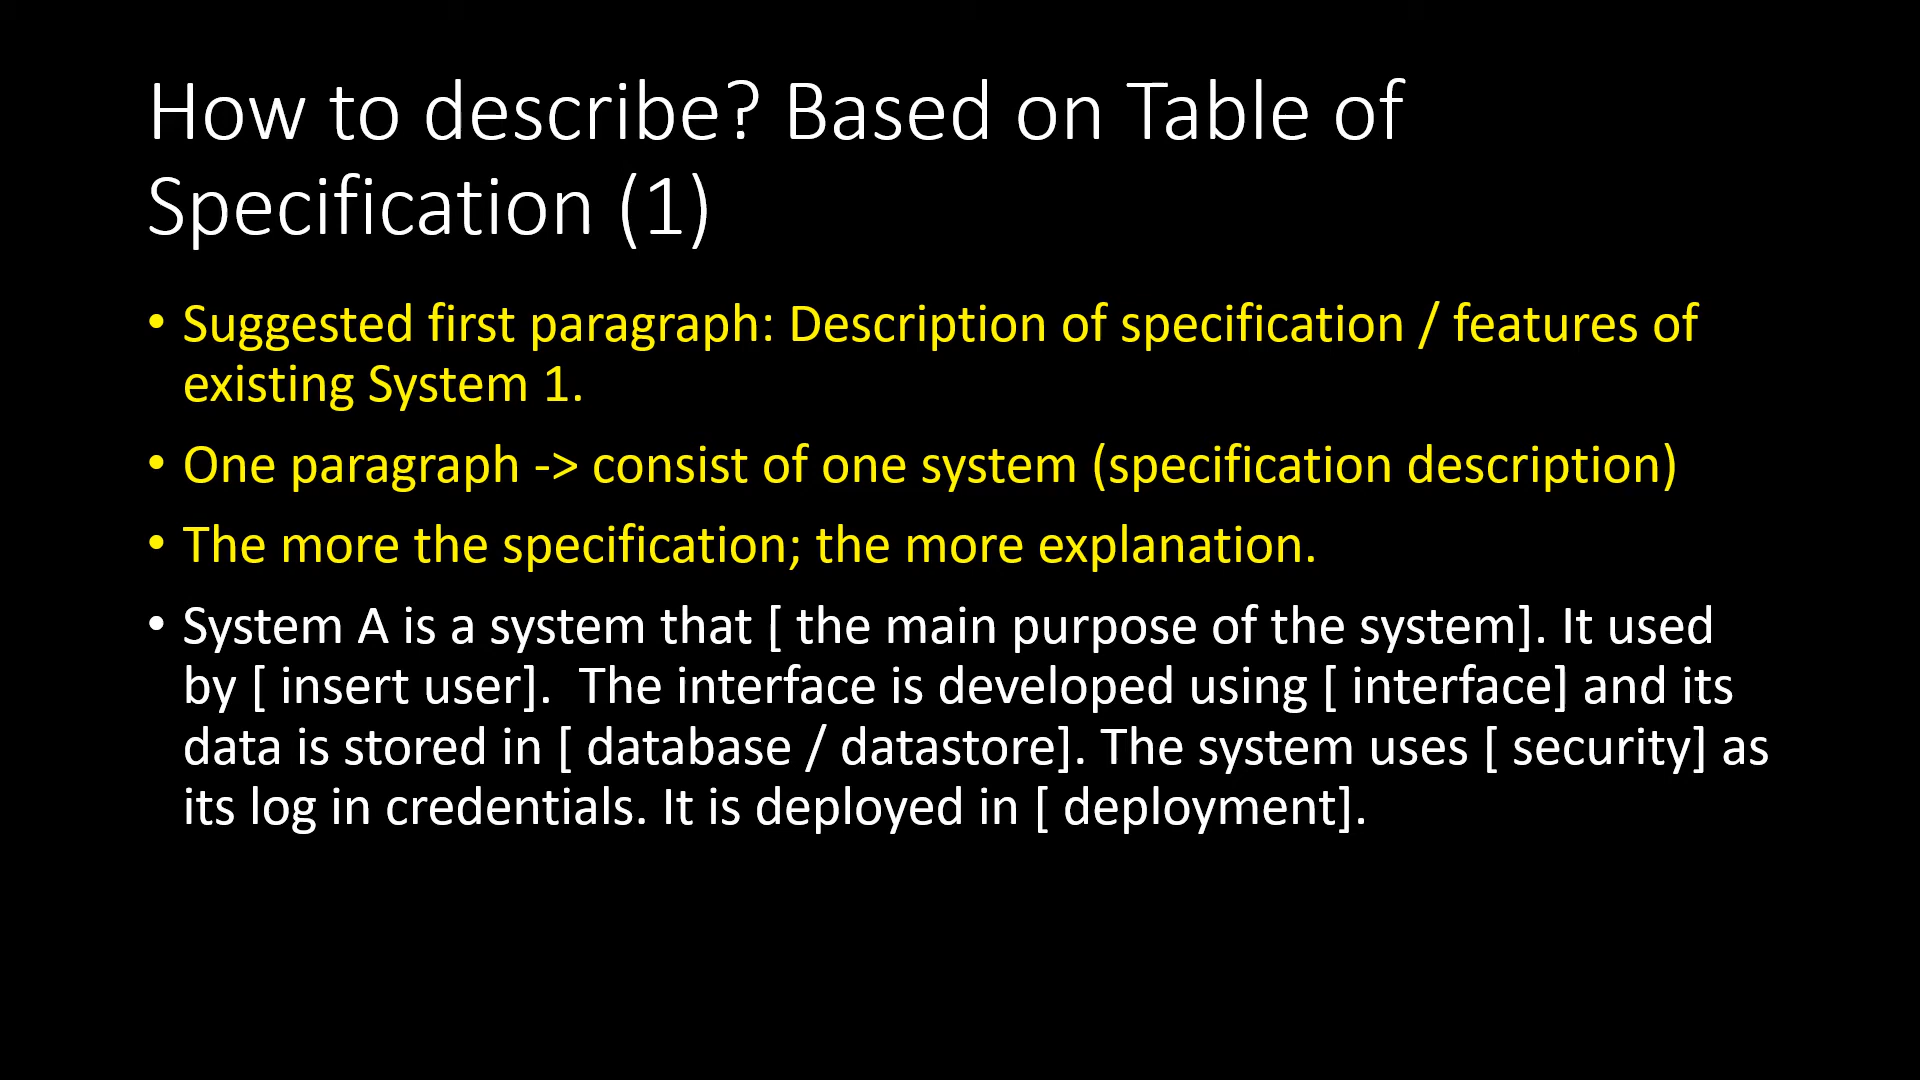 How to describe? Based on Table of
Specification (1)
• Suggested first paragraph: Description of specification / features of
existing System 1.
• One paragraph -> consist of one system (specification description)
• The more the specification; the more explanation.
• System A is a system that [ the main purpose of the system]. It used
by [ insert user].  The interface is developed using [ interface] and its
data is stored in [ database / datastore]. The system uses [ security] as
its log in credentials. It is deployed in [ deployment].